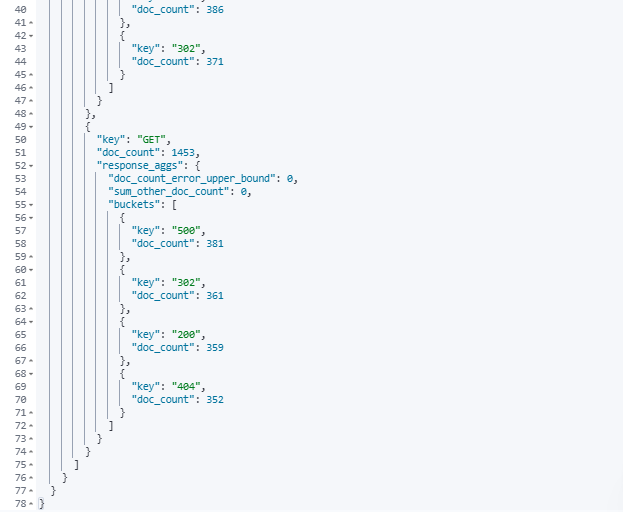 40 "doc_count": 386
41 },
42 {
43 "key": "302",
44 "doc_count": 371
45 }
46 ]
47 }
48 },
49 {
50 "key": "GET",
51 "doc_count": 1453,
52 "response_aggs": {
53 "doc_count_error_upper_bound": 0,
54 "sum_other_doc_count": 0,
55 "buckets": [
56 {
57 "key": "500",
58 "doc_count": 381
59 },
60 {
61 "key": "302",
62 "doc_count": 361
63 },
64 {
65 "key": "200",
66 "doc_count": 359
67 },
68 {
69 "key": "404",
70 "doc_count": 352
71 }
72 ]
73 }
74 }
75 ]
76 }
77 }
78 }